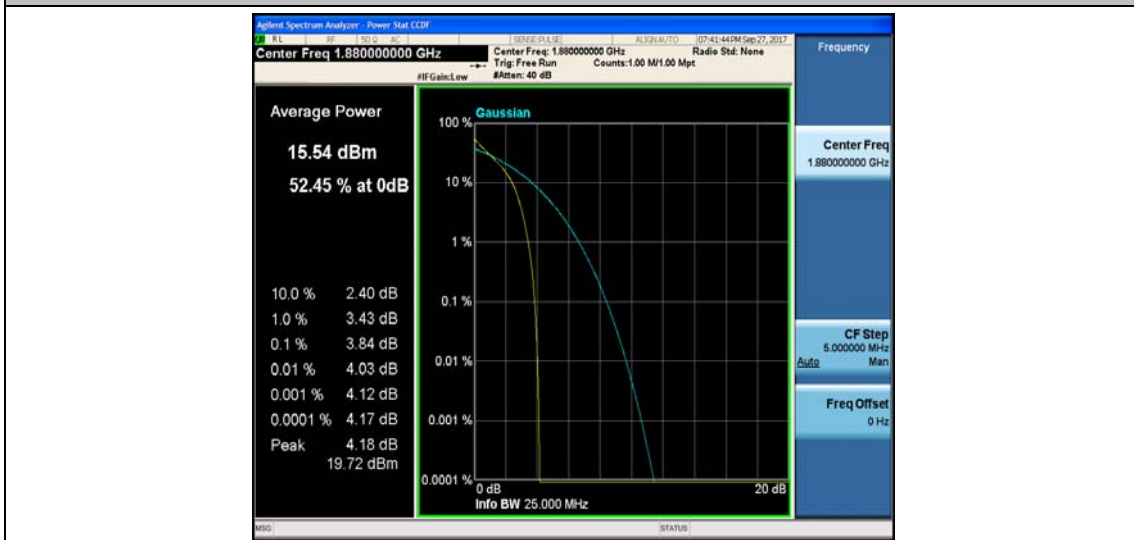 Agilent Spectrum Analyzer - Power Stat CCDF
RL RF 50 Ω AC SENSE:PULSE ALIGN AUTO 07:41:44 PM Sep 27, 2017
Center Freq 1.880000000 GHz
Center Freq: 1.880000000 GHz Radio Std: None
Trig: Free Run Counts:1.00 M/1.00 Mpt
#IFGain:Low #Atten: 40 dB
Frequency
Average Power
15.54 dBm
52.45 % at 0dB
10.0 % 2.40 dB
1.0 % 3.43 dB
0.1 % 3.84 dB
0.01 % 4.03 dB
0.001 % 4.12 dB
0.0001 % 4.17 dB
Peak 4.18 dB
19.72 dBm
Gaussian
100 %
10 %
1 %
0.1 %
0.01 %
0.001 %
0.0001 %
0 dB 20 dB
Info BW 25.000 MHz
Center Freq
1.880000000 GHz
CF Step
5.000000 MHz
Auto Man
Freq Offset
0 Hz
MSG STATUS